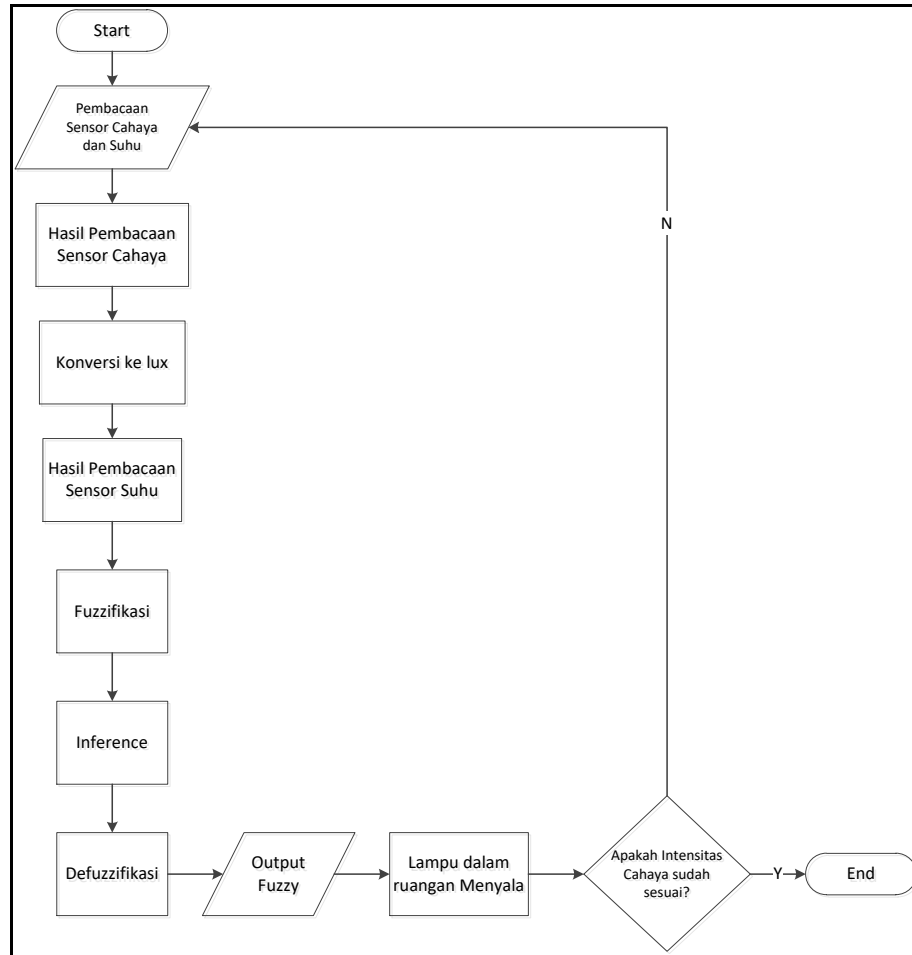 Start
Pembacaan
Sensor Cahaya
dan Suhu
Hasil Pembacaan
Sensor Cahaya
Konversi ke lux
Hasil Pembacaan
Sensor Suhu
Fuzzifikasi
Inference
Defuzzifikasi
Output
Fuzzy
Lampu dalam
ruangan Menyala
Apakah Intensitas
Cahaya sudah
sesuai?
N
Y
End